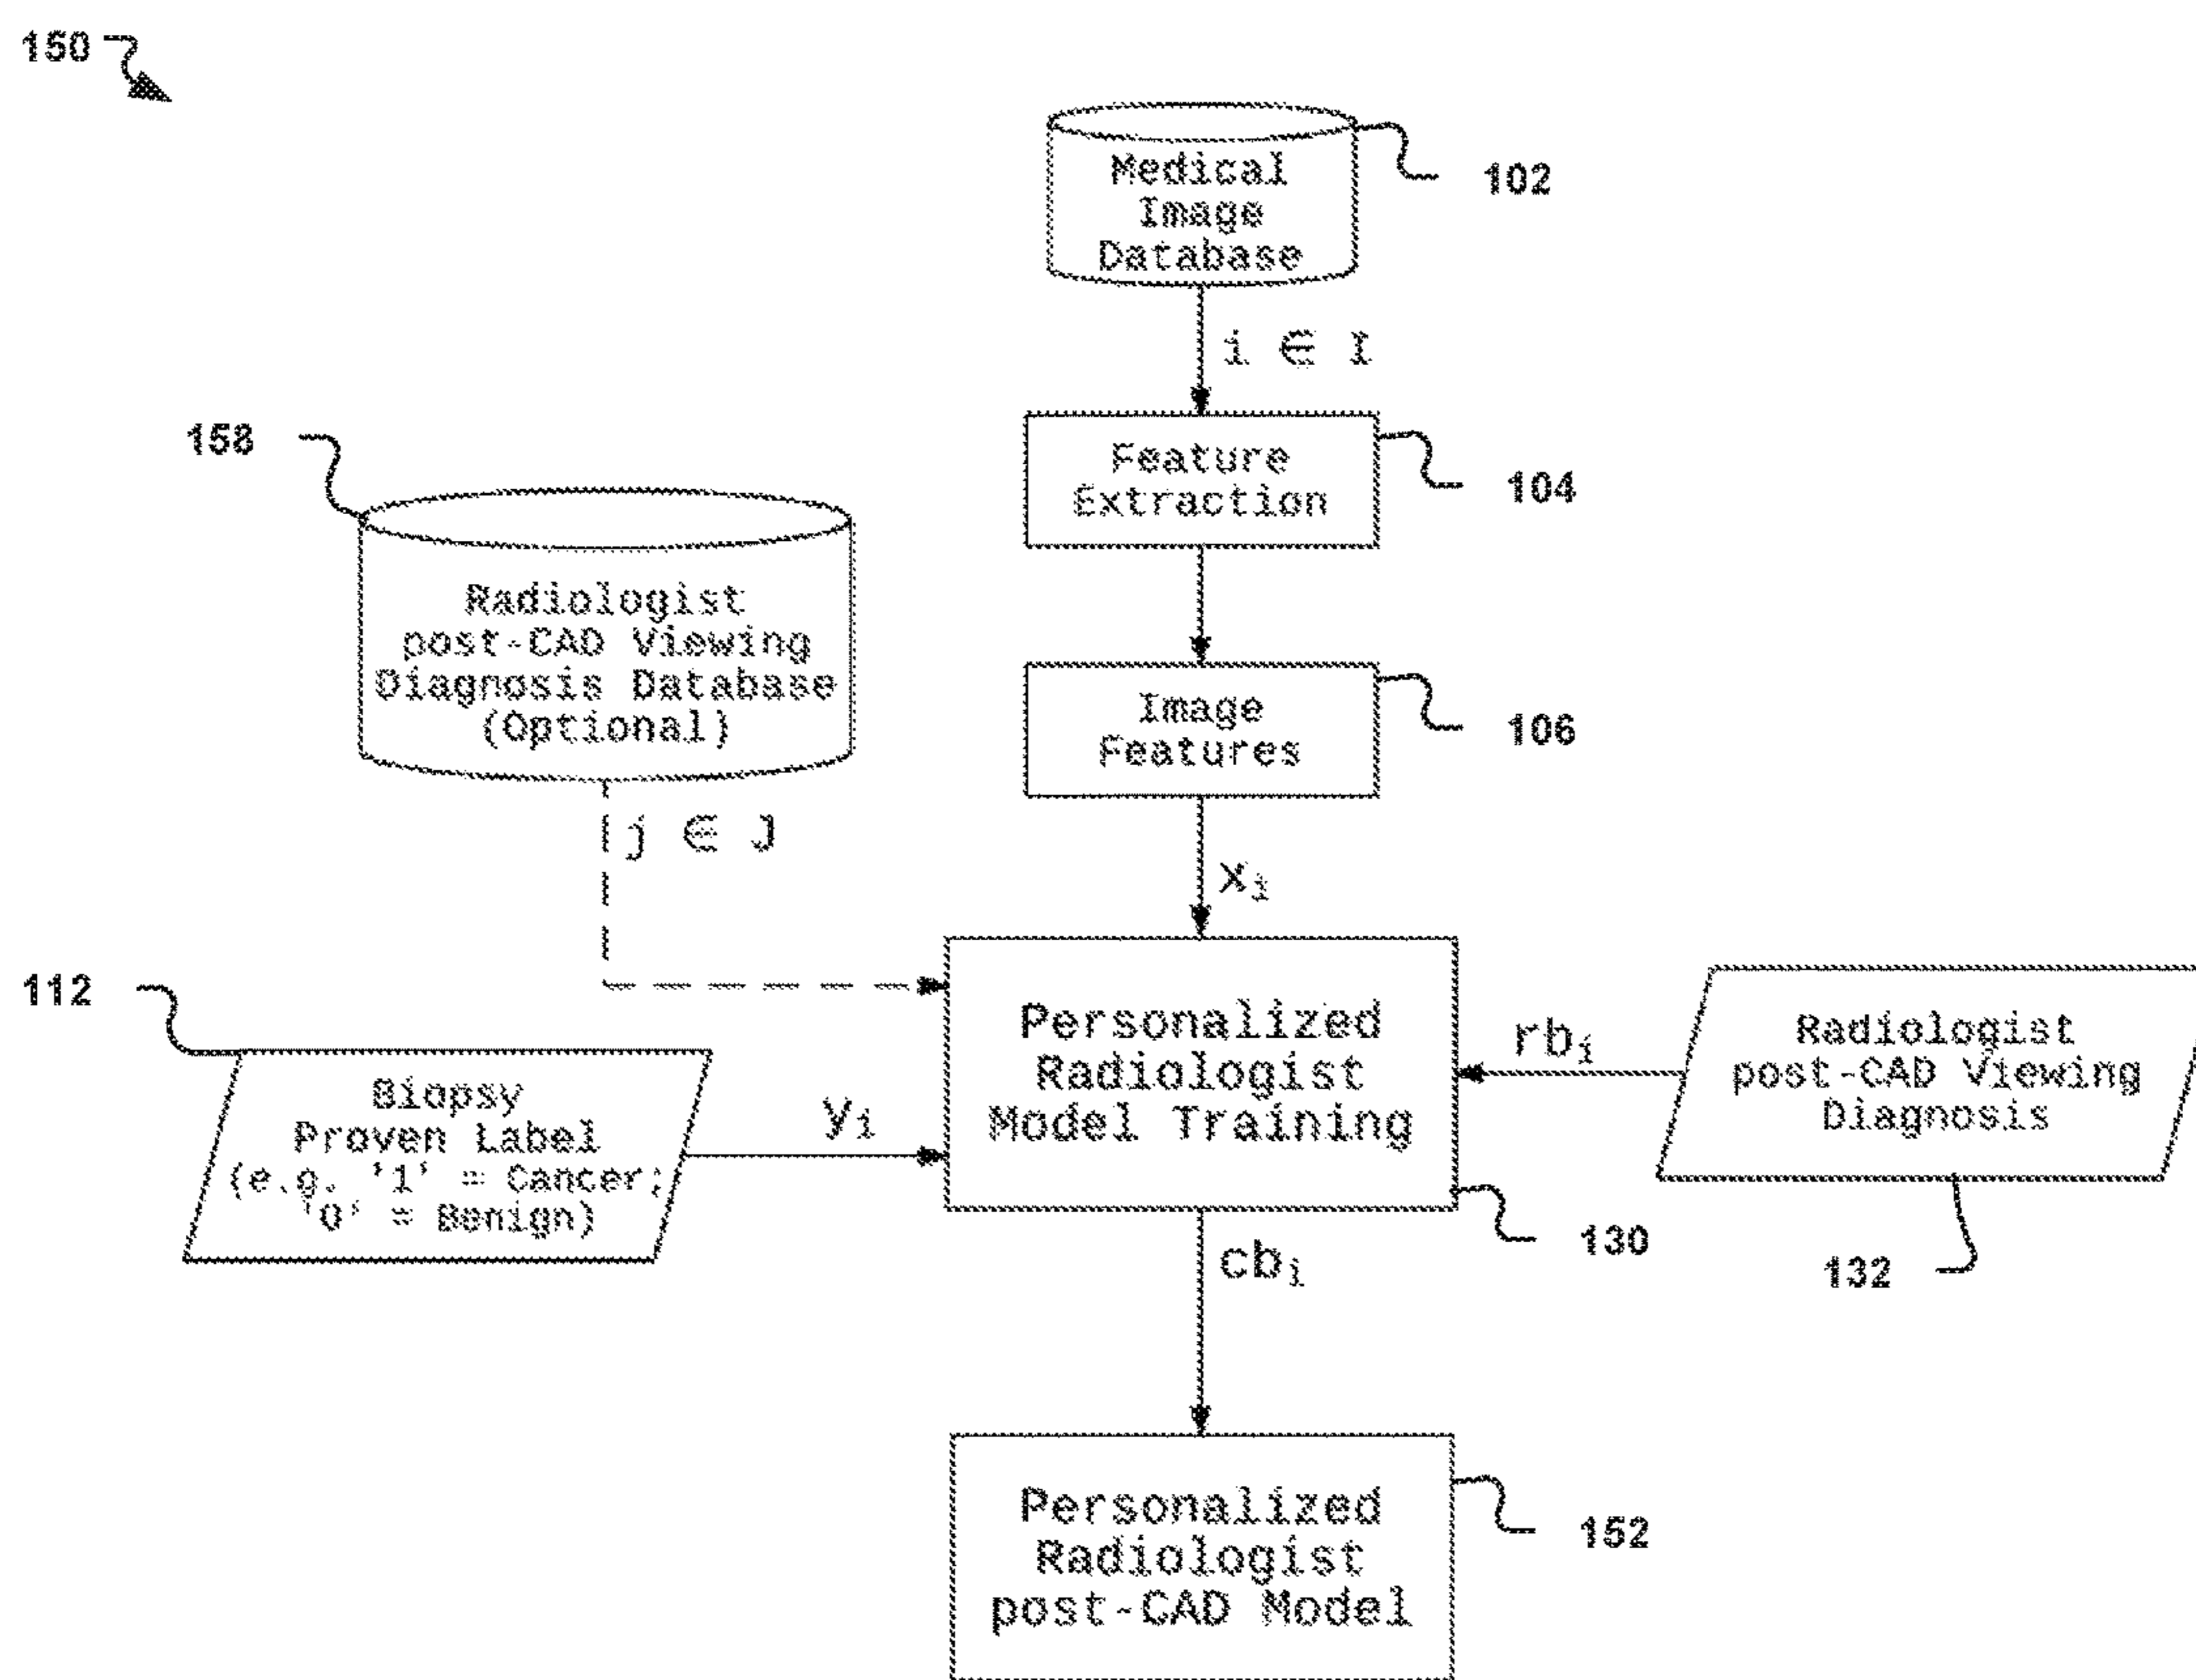 150
Medical
Image
Database
102
i ∈ I
Feature
Extraction
104
158
Radiologist
post-CAD Viewing
Diagnosis Database
(Optional)
Image
Features
106
j ∈ J
xᵢ
112
Biopsy
Proven Label
(e.g. '1' = Cancer;
'0' = Benign)
yᵢ
Personalized
Radiologist
Model Training
130
rbᵢ
Radiologist
post-CAD Viewing
Diagnosis
132
cbᵢ
Personalized
Radiologist
post-CAD Model
152